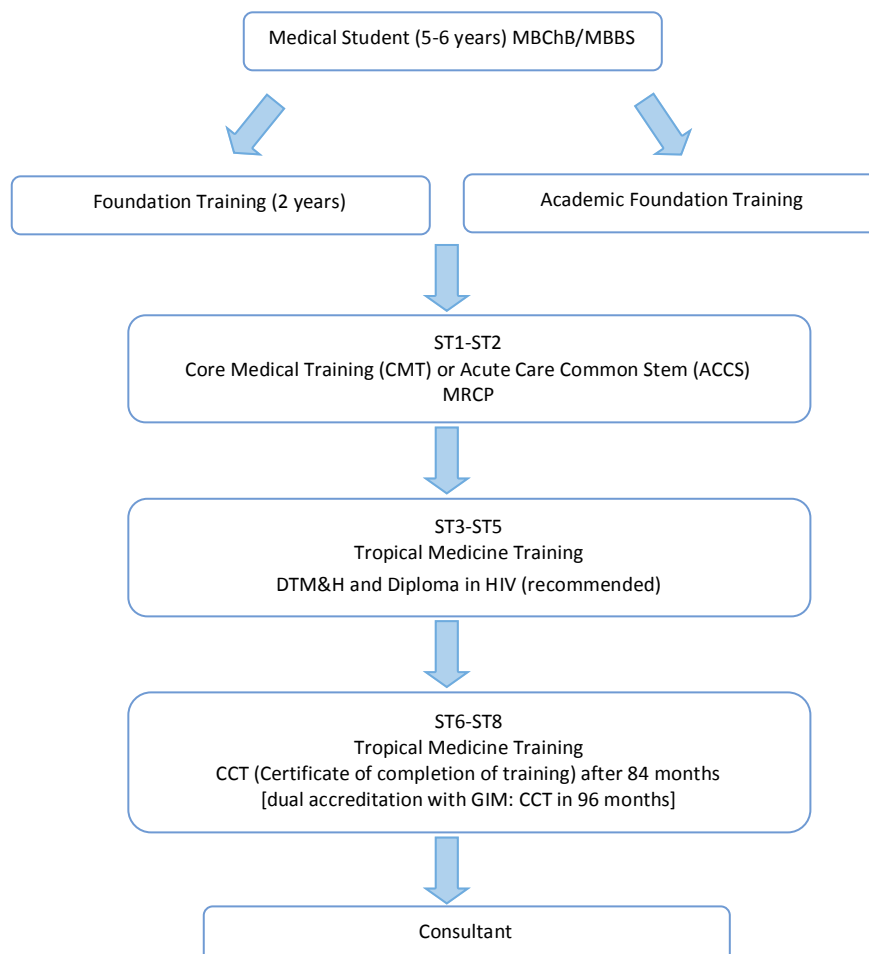 Medical Student (5-6 years) MBChB/MBBS
Foundation Training (2 years)
Academic Foundation Training
ST1-ST2
Core Medical Training (CMT) or Acute Care Common Stem (ACCS)
MRCP
ST3-ST5
Tropical Medicine Training
DTM&H and Diploma in HIV (recommended)
ST6-ST8
Tropical Medicine Training
CCT (Certificate of completion of training) after 84 months
[dual accreditation with GIM: CCT in 96 months]
Consultant